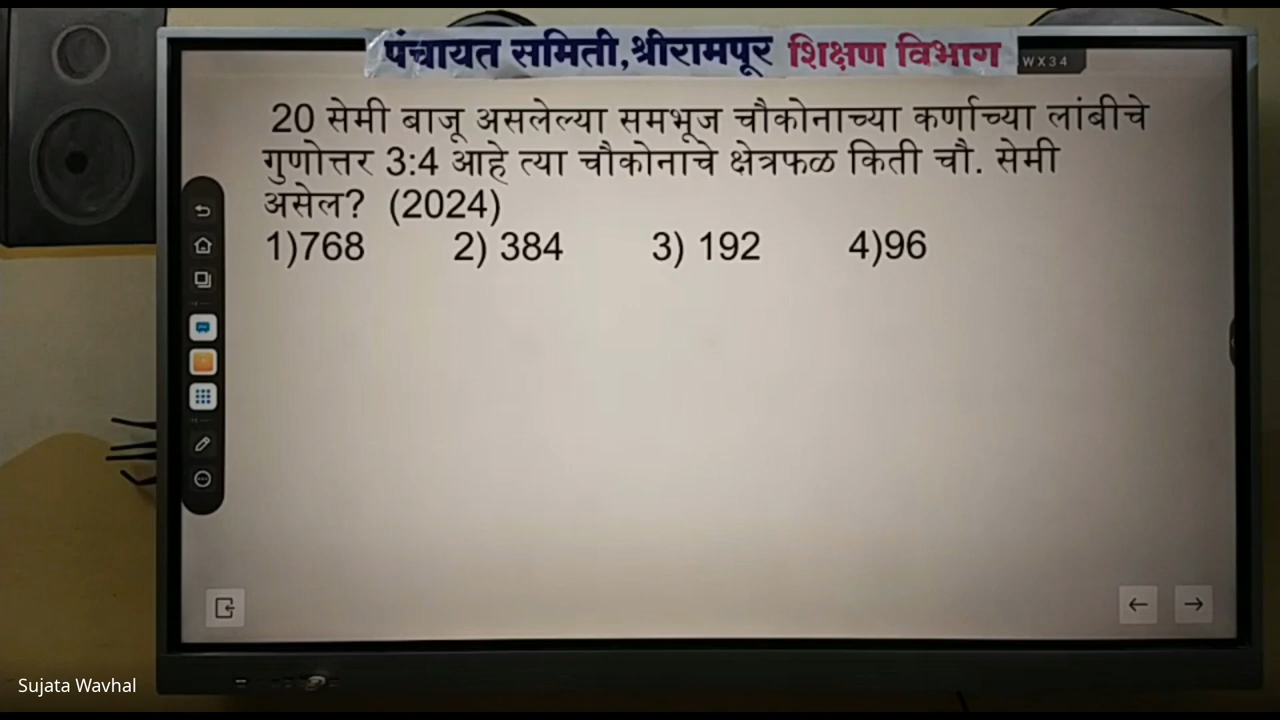 पंचायत समिती,श्रीरामपूर शिक्षण विभाग
WX34
20 सेमी बाजू असलेल्या समभूज चौकोनाच्या कर्णाच्या लांबीचे
गुणोत्तर 3:4 आहे त्या चौकोनाचे क्षेत्रफळ किती चौ. सेमी
असेल? (2024)
1)768 2) 384 3) 192 4)96
Sujata Wavhal